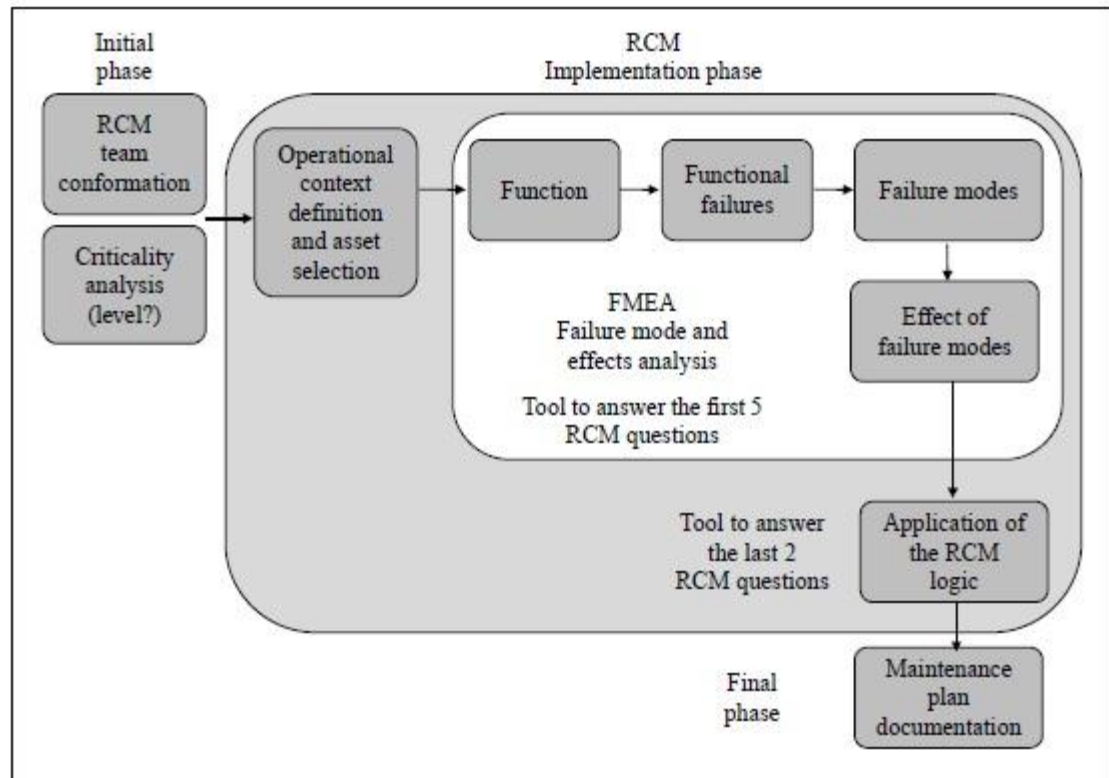 Initial
phase
RCM
Implementation phase
RCM
team
conformation
Criticality
analysis
(level?)
Operational
context
definition
and asset
selection
Function
Functional
failures
Failure modes
Effect of
failure modes
FMEA
Failure mode and
effects analysis
Tool to answer the first 5
RCM questions
Tool to answer
the last 2
RCM questions
Application of
the RCM
logic
Final
phase
Maintenance
plan
documentation